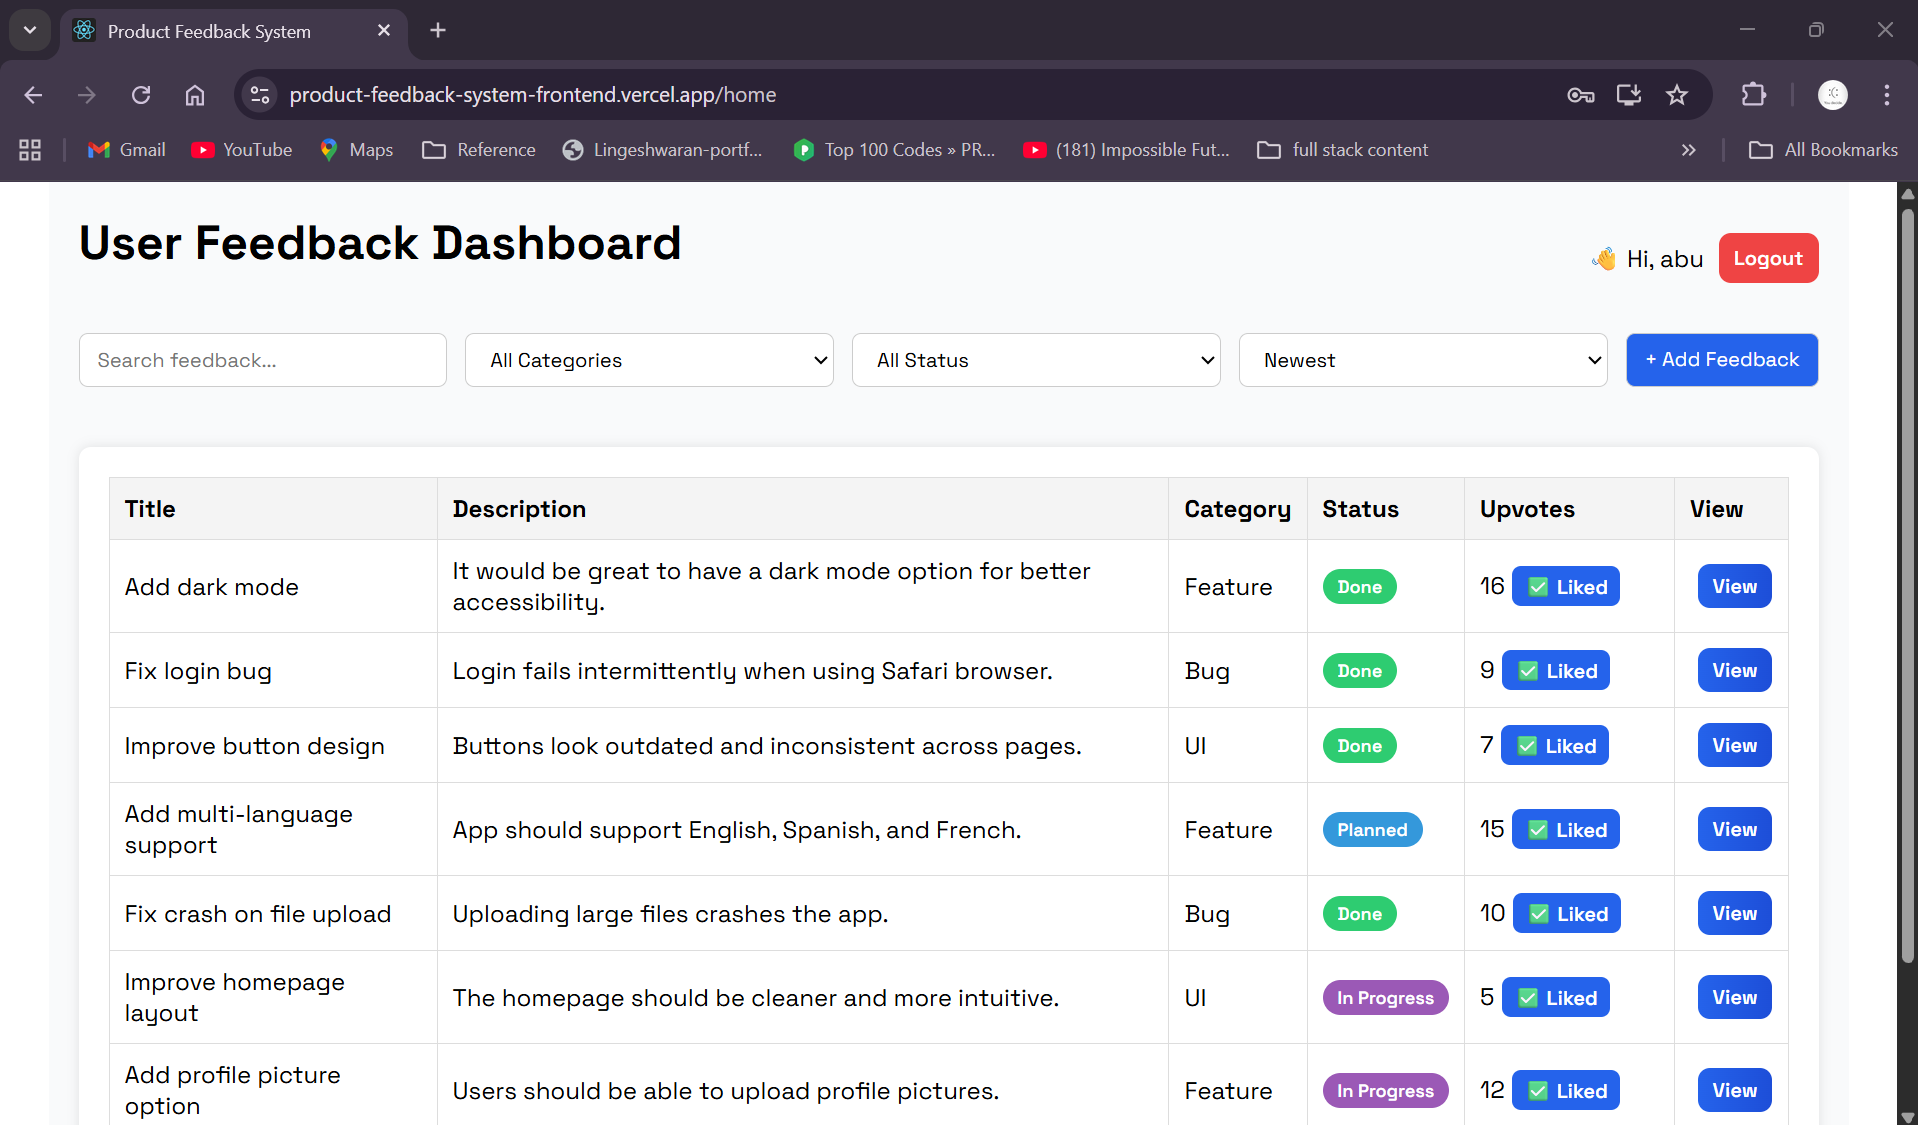 Product Feedback System
product-feedback-system-frontend.vercel.app/home
Gmail YouTube Maps Reference Lingeshwaran-portf... Top 100 Codes » PR... (181) Impossible Fut... full stack content » All Bookmarks
User Feedback Dashboard
👋 Hi, abu Logout
Search feedback... All Categories All Status Newest + Add Feedback
Title Description Category Status Upvotes View
Add dark mode
It would be great to have a dark mode option for better
accessibility.
Feature Done 16 ✅ Liked View
Fix login bug Login fails intermittently when using Safari browser. Bug Done 9 ✅ Liked View
Improve button design Buttons look outdated and inconsistent across pages. UI Done 7 ✅ Liked View
Add multi-language
support
App should support English, Spanish, and French. Feature Planned 15 ✅ Liked View
Fix crash on file upload Uploading large files crashes the app. Bug Done 10 ✅ Liked View
Improve homepage
layout
The homepage should be cleaner and more intuitive. UI In Progress 5 ✅ Liked View
Add profile picture
option
Users should be able to upload profile pictures. Feature In Progress 12 ✅ Liked View